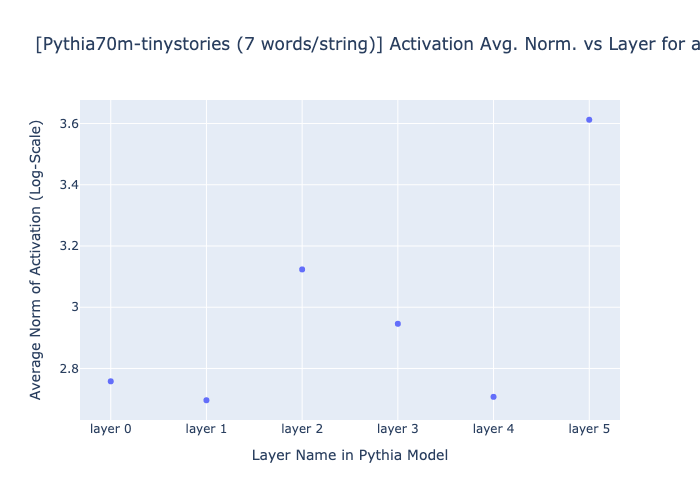 [Pythia70m-tinystories (7 words/string)] Activation Avg. Norm. vs Layer for a
3.6
3.4
3.2
3
2.8
Average Norm of Activation (Log-Scale)
layer 0 layer 1 layer 2 layer 3 layer 4 layer 5
Layer Name in Pythia Model